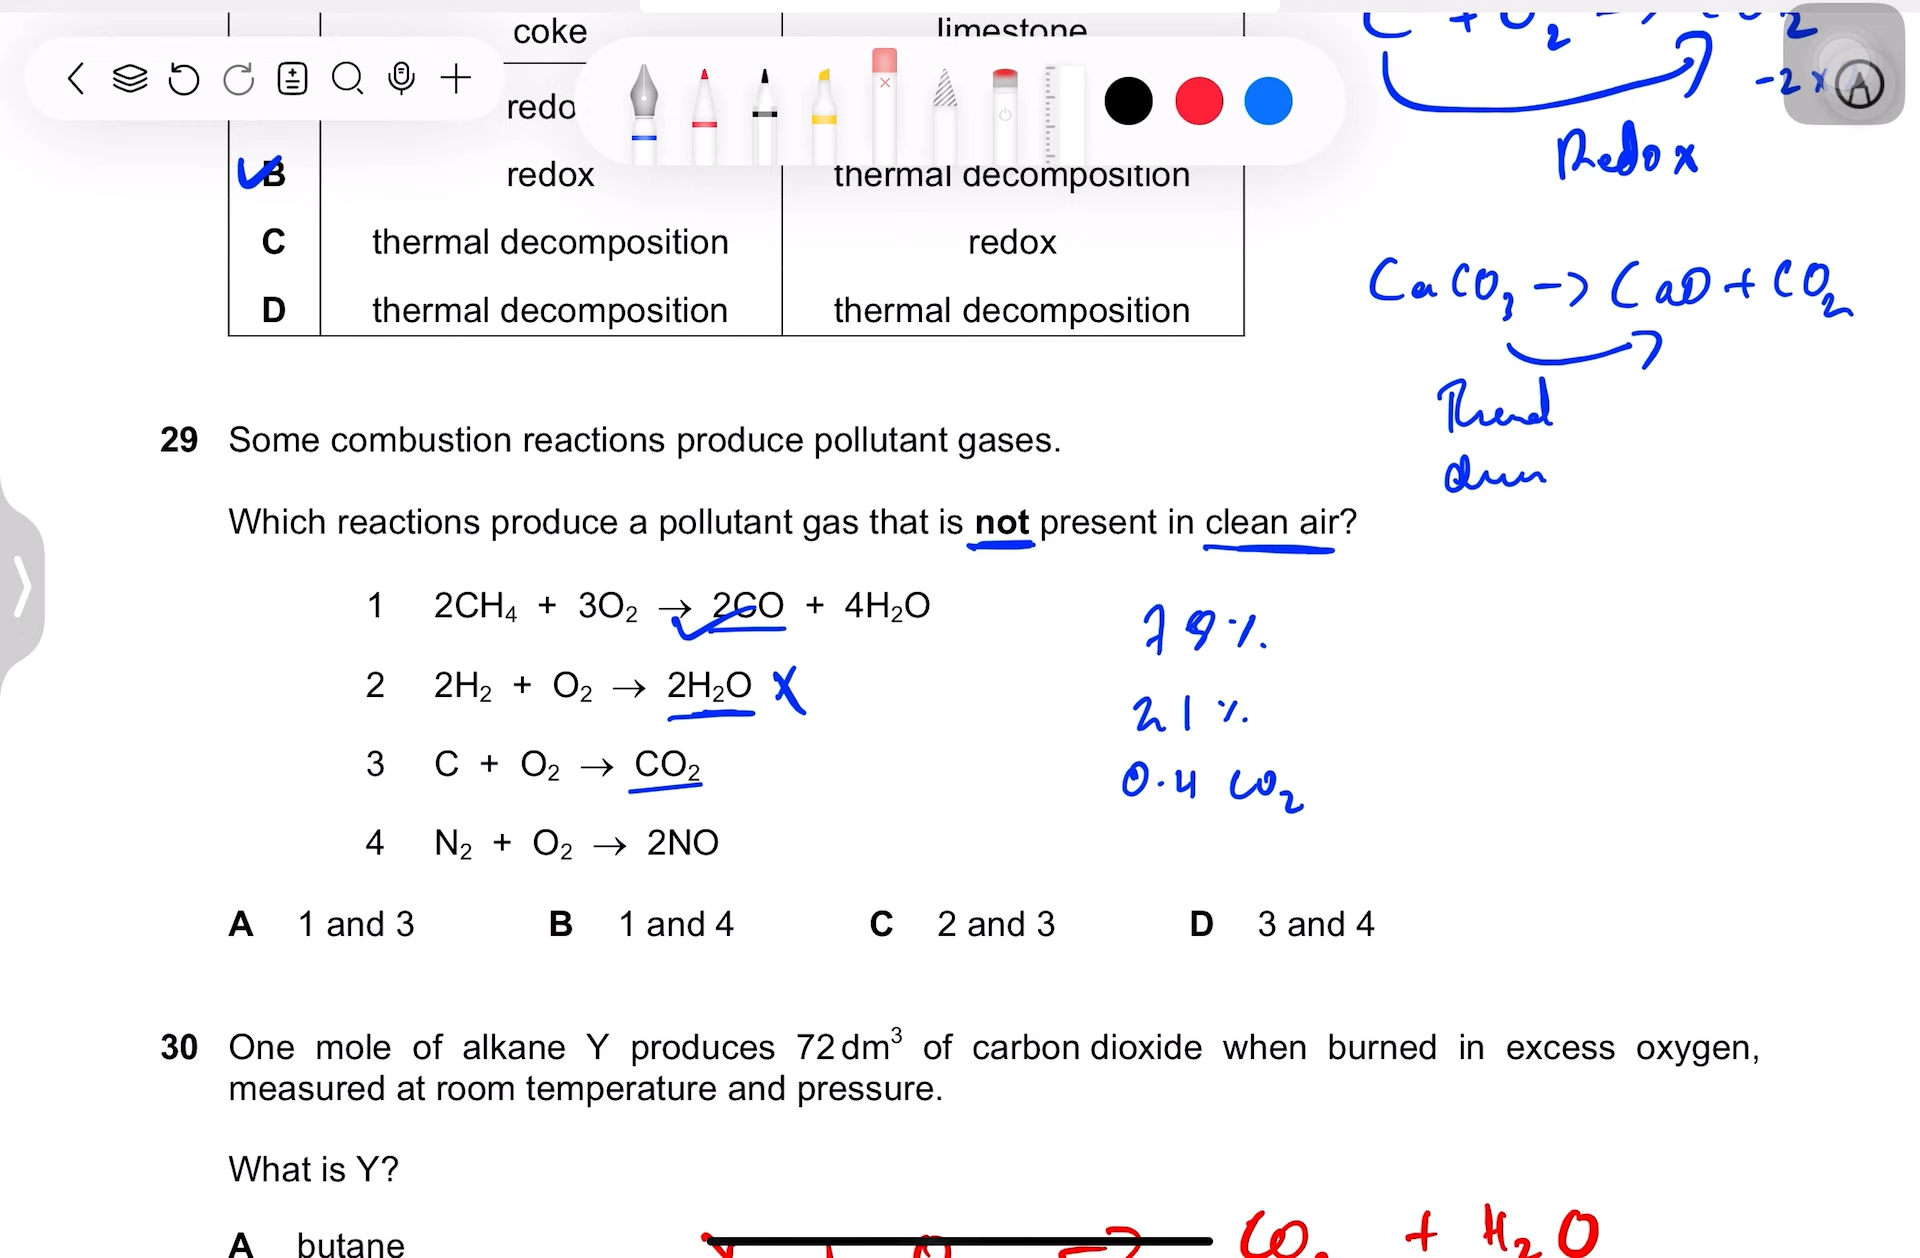 coke limestone
C + O2 → CO2
-2 x
redo
Redox
B redox thermal decomposition
C thermal decomposition redox
CaCO3 -> CaO + CO2
D thermal decomposition thermal decomposition
29 Some combustion reactions produce pollutant gases.
Which reactions produce a pollutant gas that is not present in clean air?
1 2CH4 + 3O2 → 2CO + 4H2O
78%.
2 2H2 + O2 → 2H2O X
21%.
3 C + O2 → CO2
0.4 CO2
4 N2 + O2 → 2NO
A 1 and 3 B 1 and 4 C 2 and 3 D 3 and 4
30 One mole of alkane Y produces 72 dm3 of carbon dioxide when burned in excess oxygen,
measured at room temperature and pressure.
What is Y?
A butane
CO2 + H2O